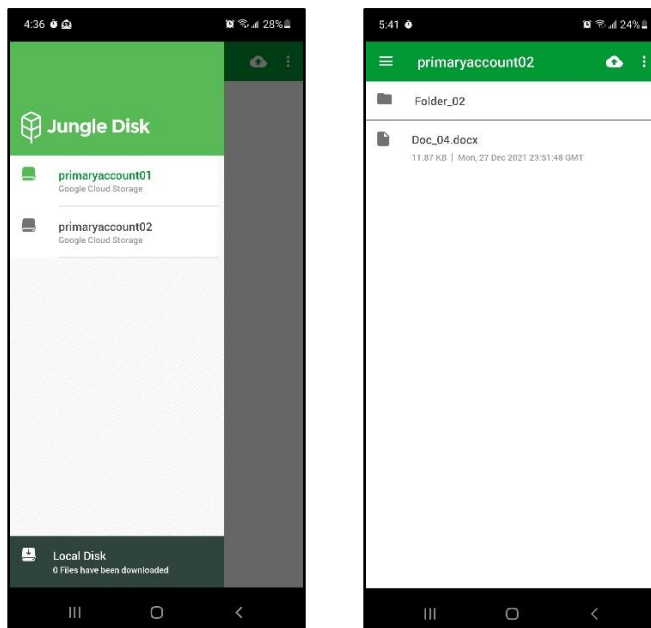 4:36
28%
Jungle Disk
primaryaccount01
Google Cloud Storage
primaryaccount02
Google Cloud Storage
Local Disk
0 Files have been downloaded
5:41
24%
primaryaccount02
Folder_02
Doc_04.docx
11.87 KB | Mon, 27 Dec 2021 23:51:48 GMT